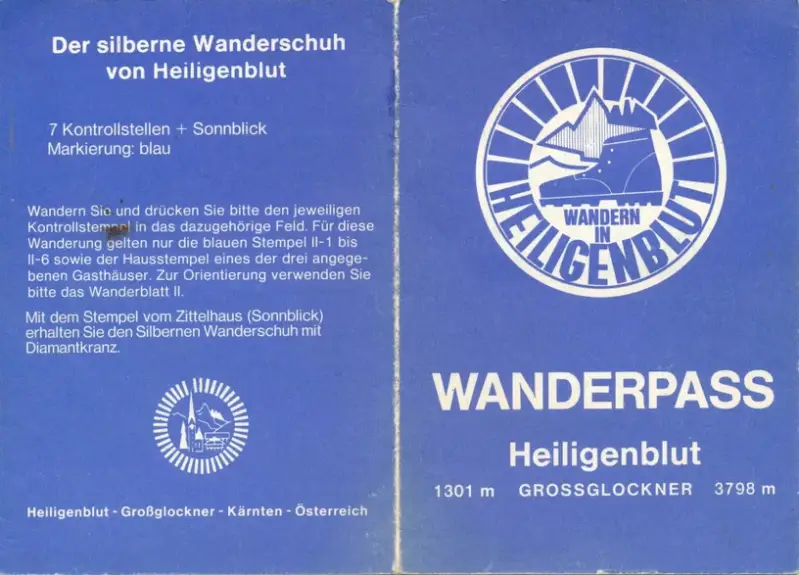 Der silberne Wanderschuh
von Heiligenblut
7 Kontrollstellen + Sonnblick
Markierung: blau
Wandern Sie und drücken Sie bitte den jeweiligen
Kontrollstempel in das dazugehörige Feld. Für diese
Wanderung gelten nur die blauen Stempel II-1 bis
II-6 sowie der Hausstempel eines der drei angege-
benen Gasthäuser. Zur Orientierung verwenden Sie
bitte das Wanderblatt II.
Mit dem Stempel vom Zittelhaus (Sonnblick)
erhalten Sie den Silbernen Wanderschuh mit
Diamantkranz.
Heiligenblut - Großglockner - Kärnten - Österreich
WANDERN
IN
HEILIGENBLUT
WANDERPASS
Heiligenblut
1301 m GROSSGLOCKNER 3798 m